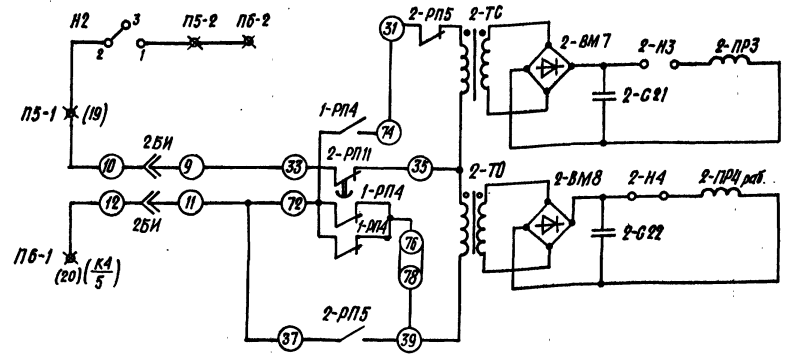 Н2 3 П5-2 П6-2
2 1
П5-1 (19)
2БИ
10 9 33 35
12 11 72
2БИ
П6-1
(20) (К4/5)
31 2-РП5 2-ТС
1-РП4
74
2-РП11
1-РП4
1-РП4
76
78
2-РП5
37 39
2-ВМ7 2-Н3 2-ПР3
2-С21
2-ТО 2-ВМ8 2-Н4 2-ПР4 раб.
2-С22